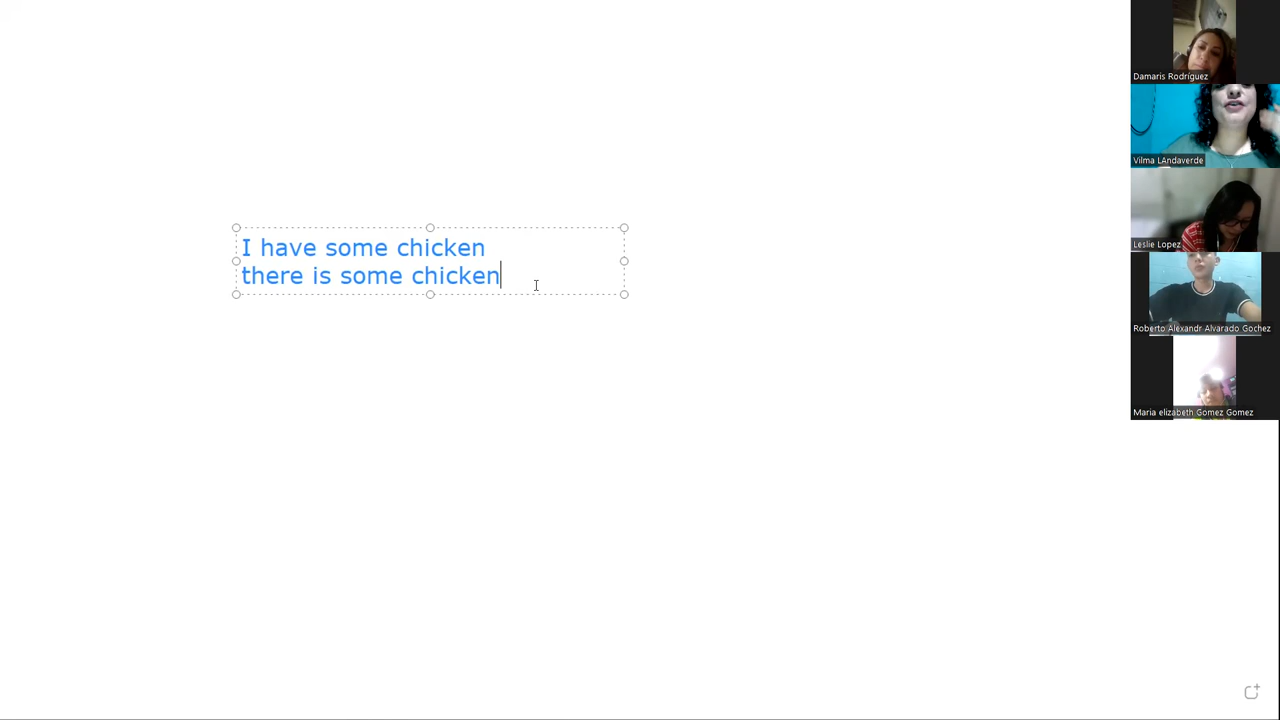 I have some chicken
there is some chicken
Damaris Rodríguez
Vilma LAndaverde
Leslie Lopez
Roberto Alexandr Alvarado Gochez
Maria elizabeth Gomez Gomez